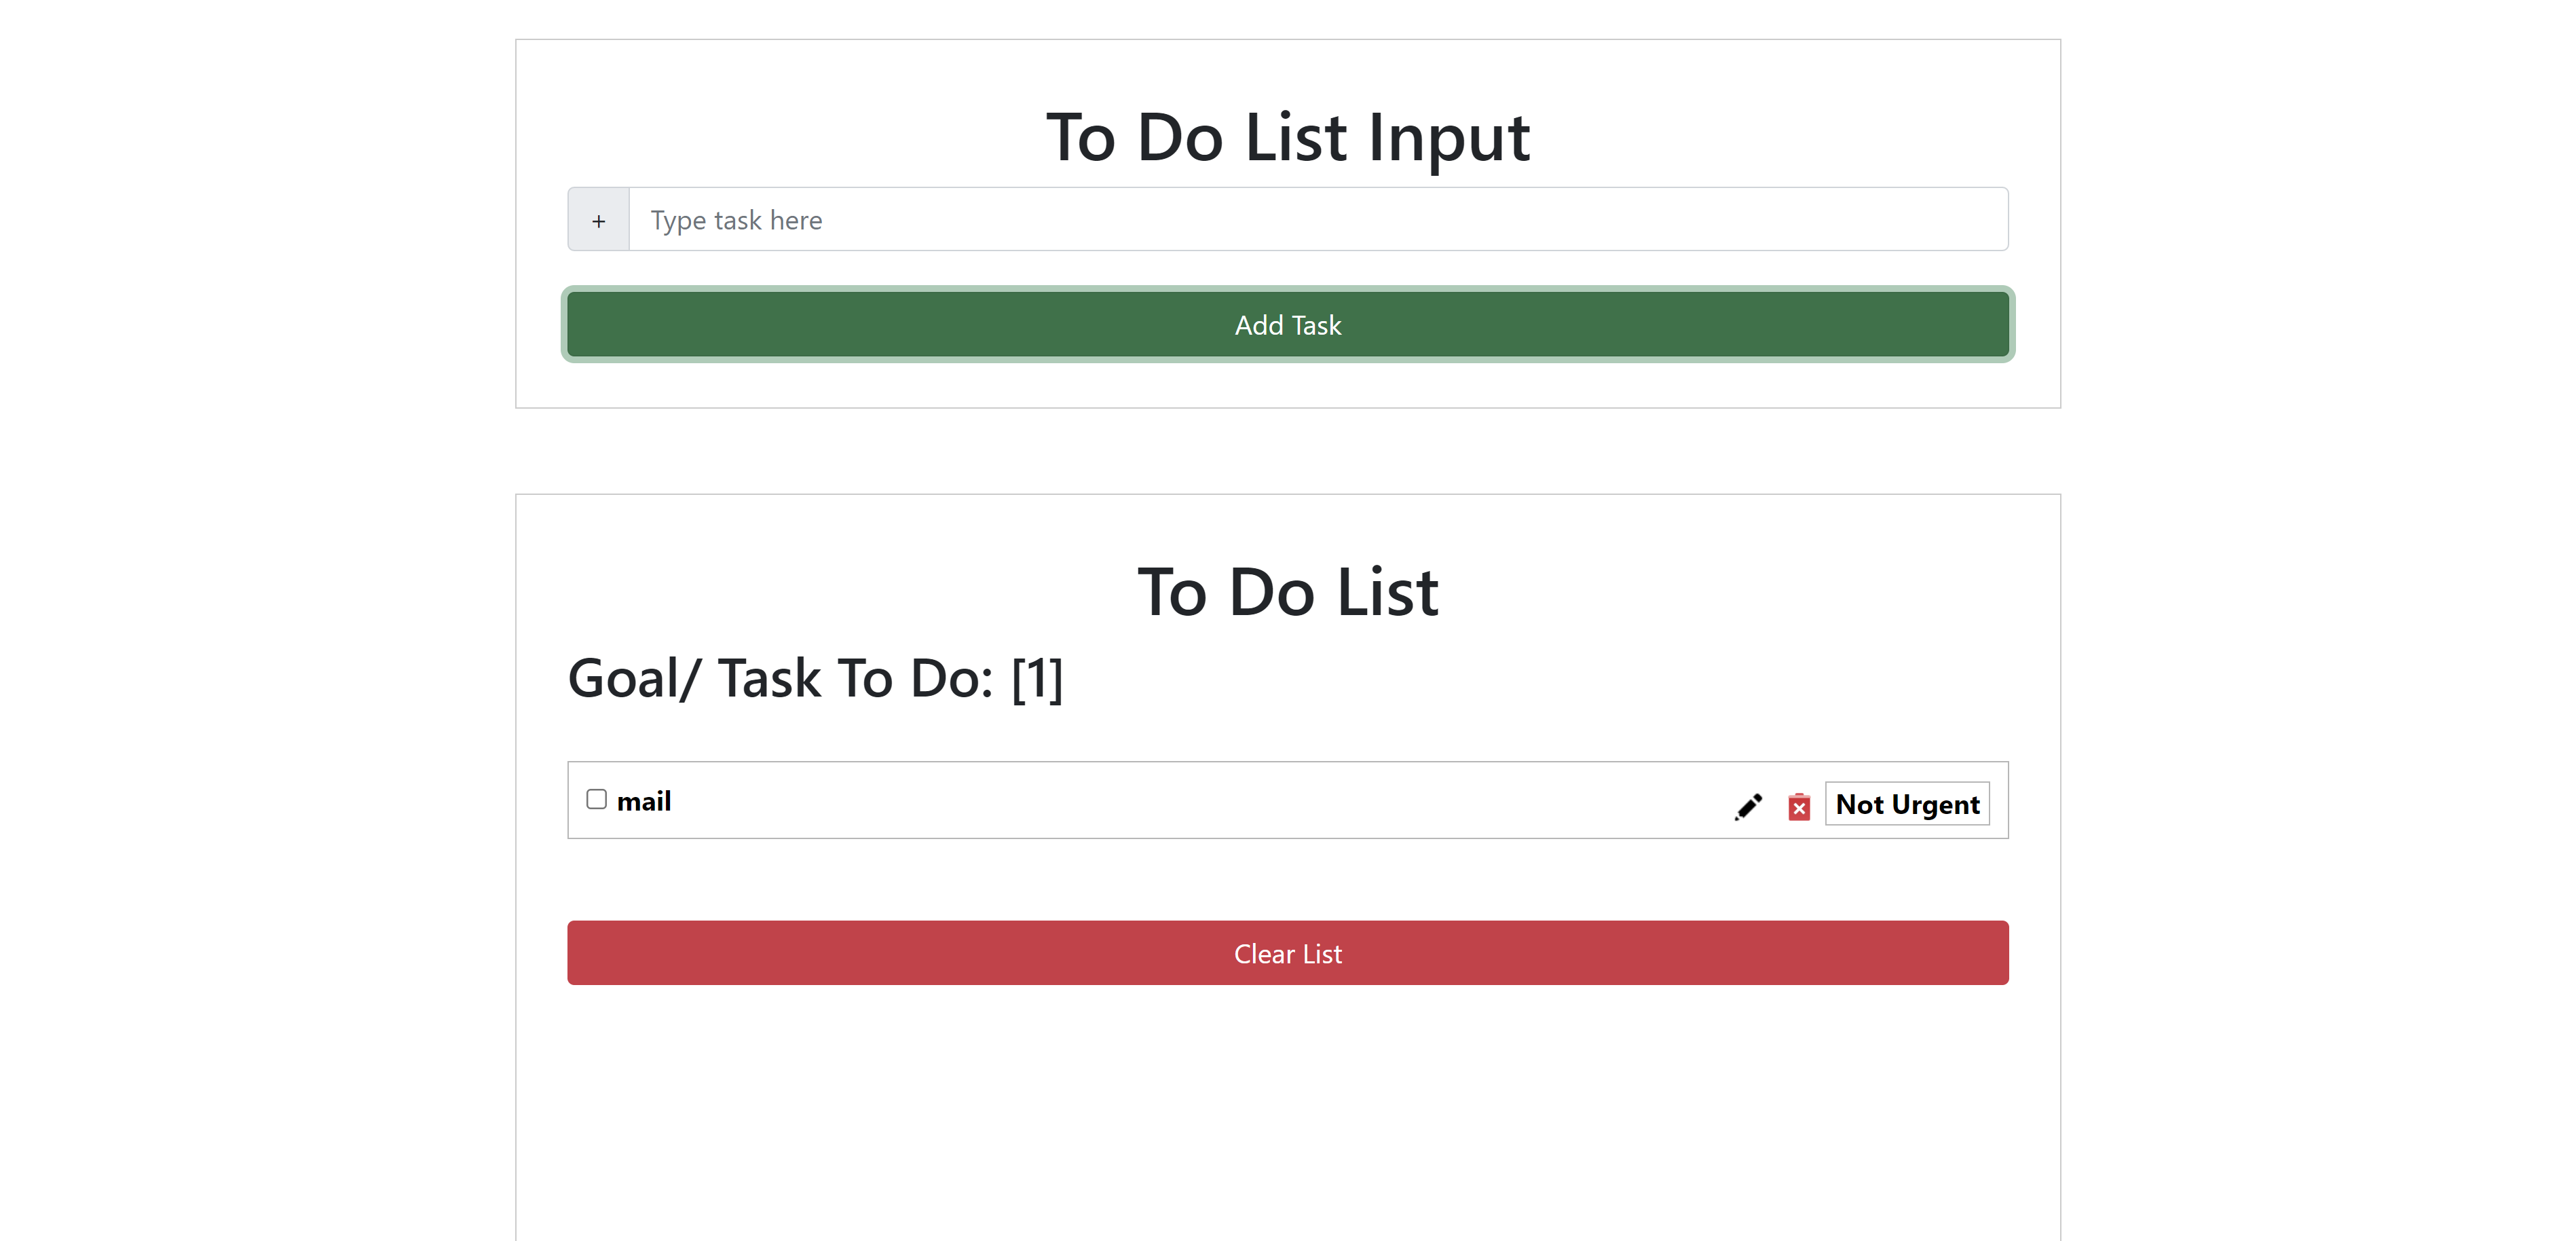 To Do List Input
+ Type task here
Add Task
To Do List
Goal/ Task To Do: [1]
mail Not Urgent
Clear List